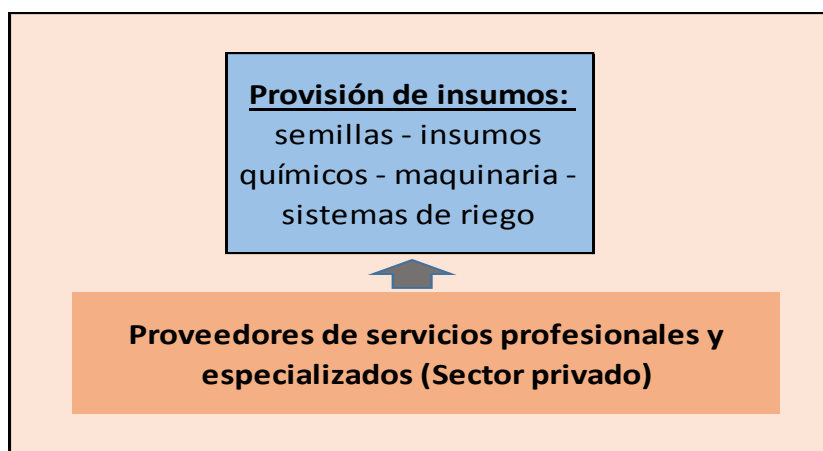 Provisión de insumos:
semillas - insumos
químicos - maquinaria -
sistemas de riego
Proveedores de servicios profesionales y
especializados (Sector privado)